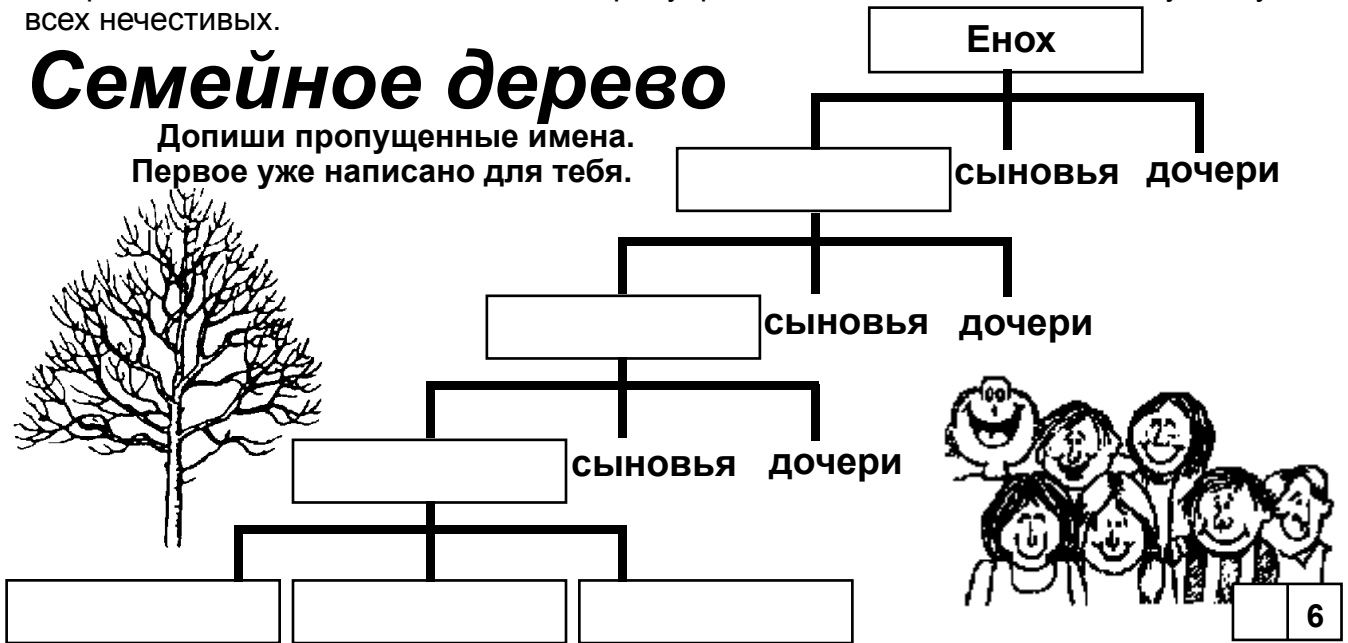 всех нечестивых.
Семейное дерево
Допиши пропущенные имена.
Первое уже написано для тебя.
Енох
сыновья дочери
сыновья дочери
сыновья дочери
6